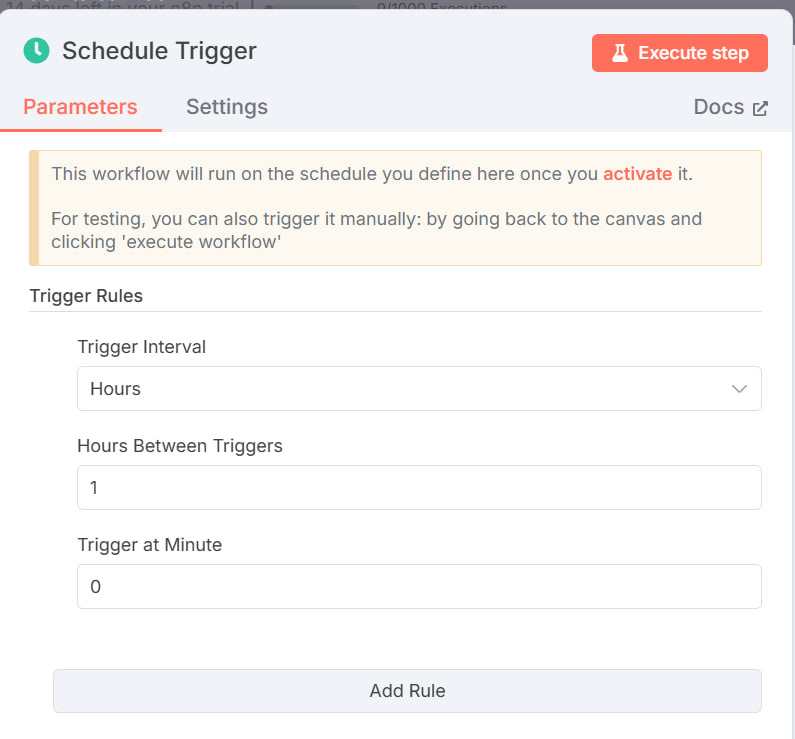 14 days left in your n8n trial
9/1000 Executions
Schedule Trigger
Execute step
Parameters
Settings
Docs
This workflow will run on the schedule you define here once you activate it.
For testing, you can also trigger it manually: by going back to the canvas and
clicking 'execute workflow'
Trigger Rules
Trigger Interval
Hours
Hours Between Triggers
1
Trigger at Minute
0
Add Rule